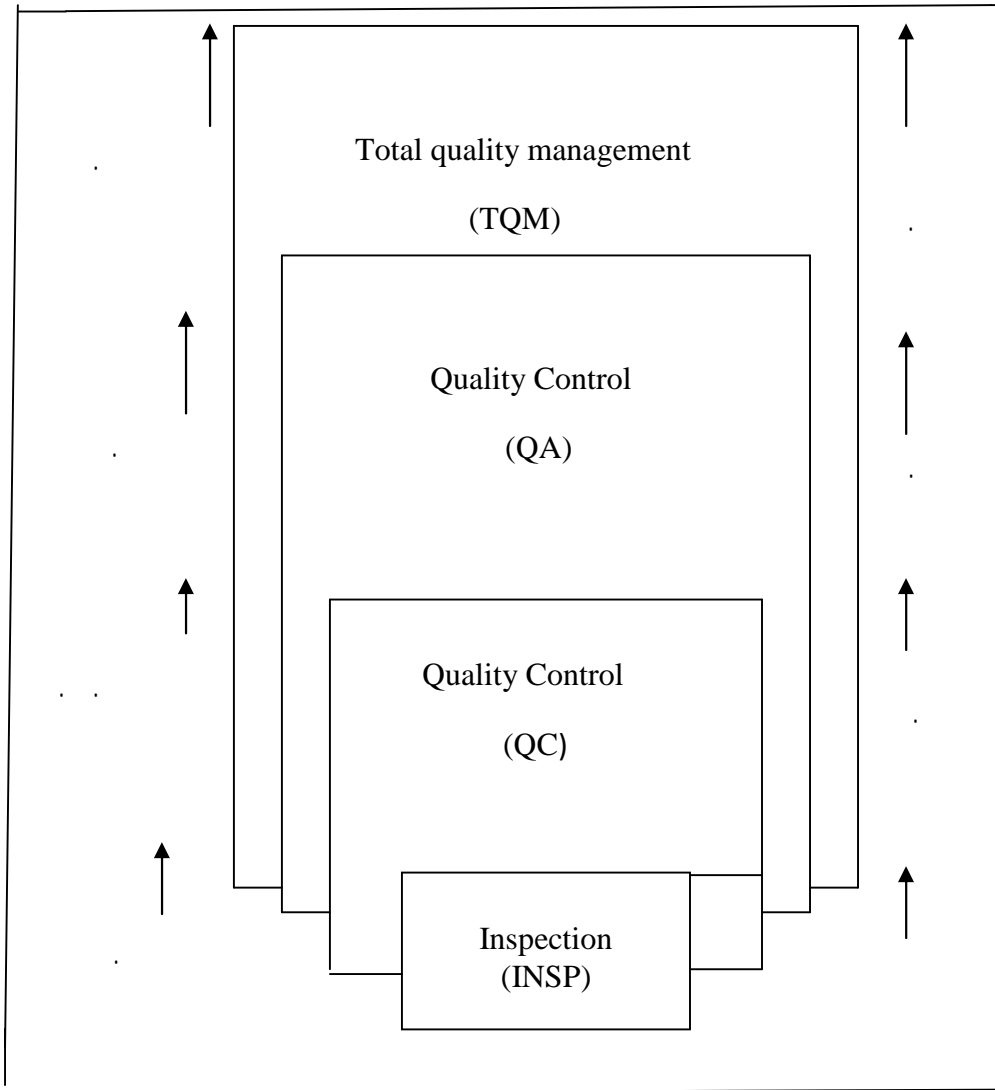 Total quality management
(TQM)
Quality Control
(QA)
Quality Control
(QC)
Inspection
(INSP)